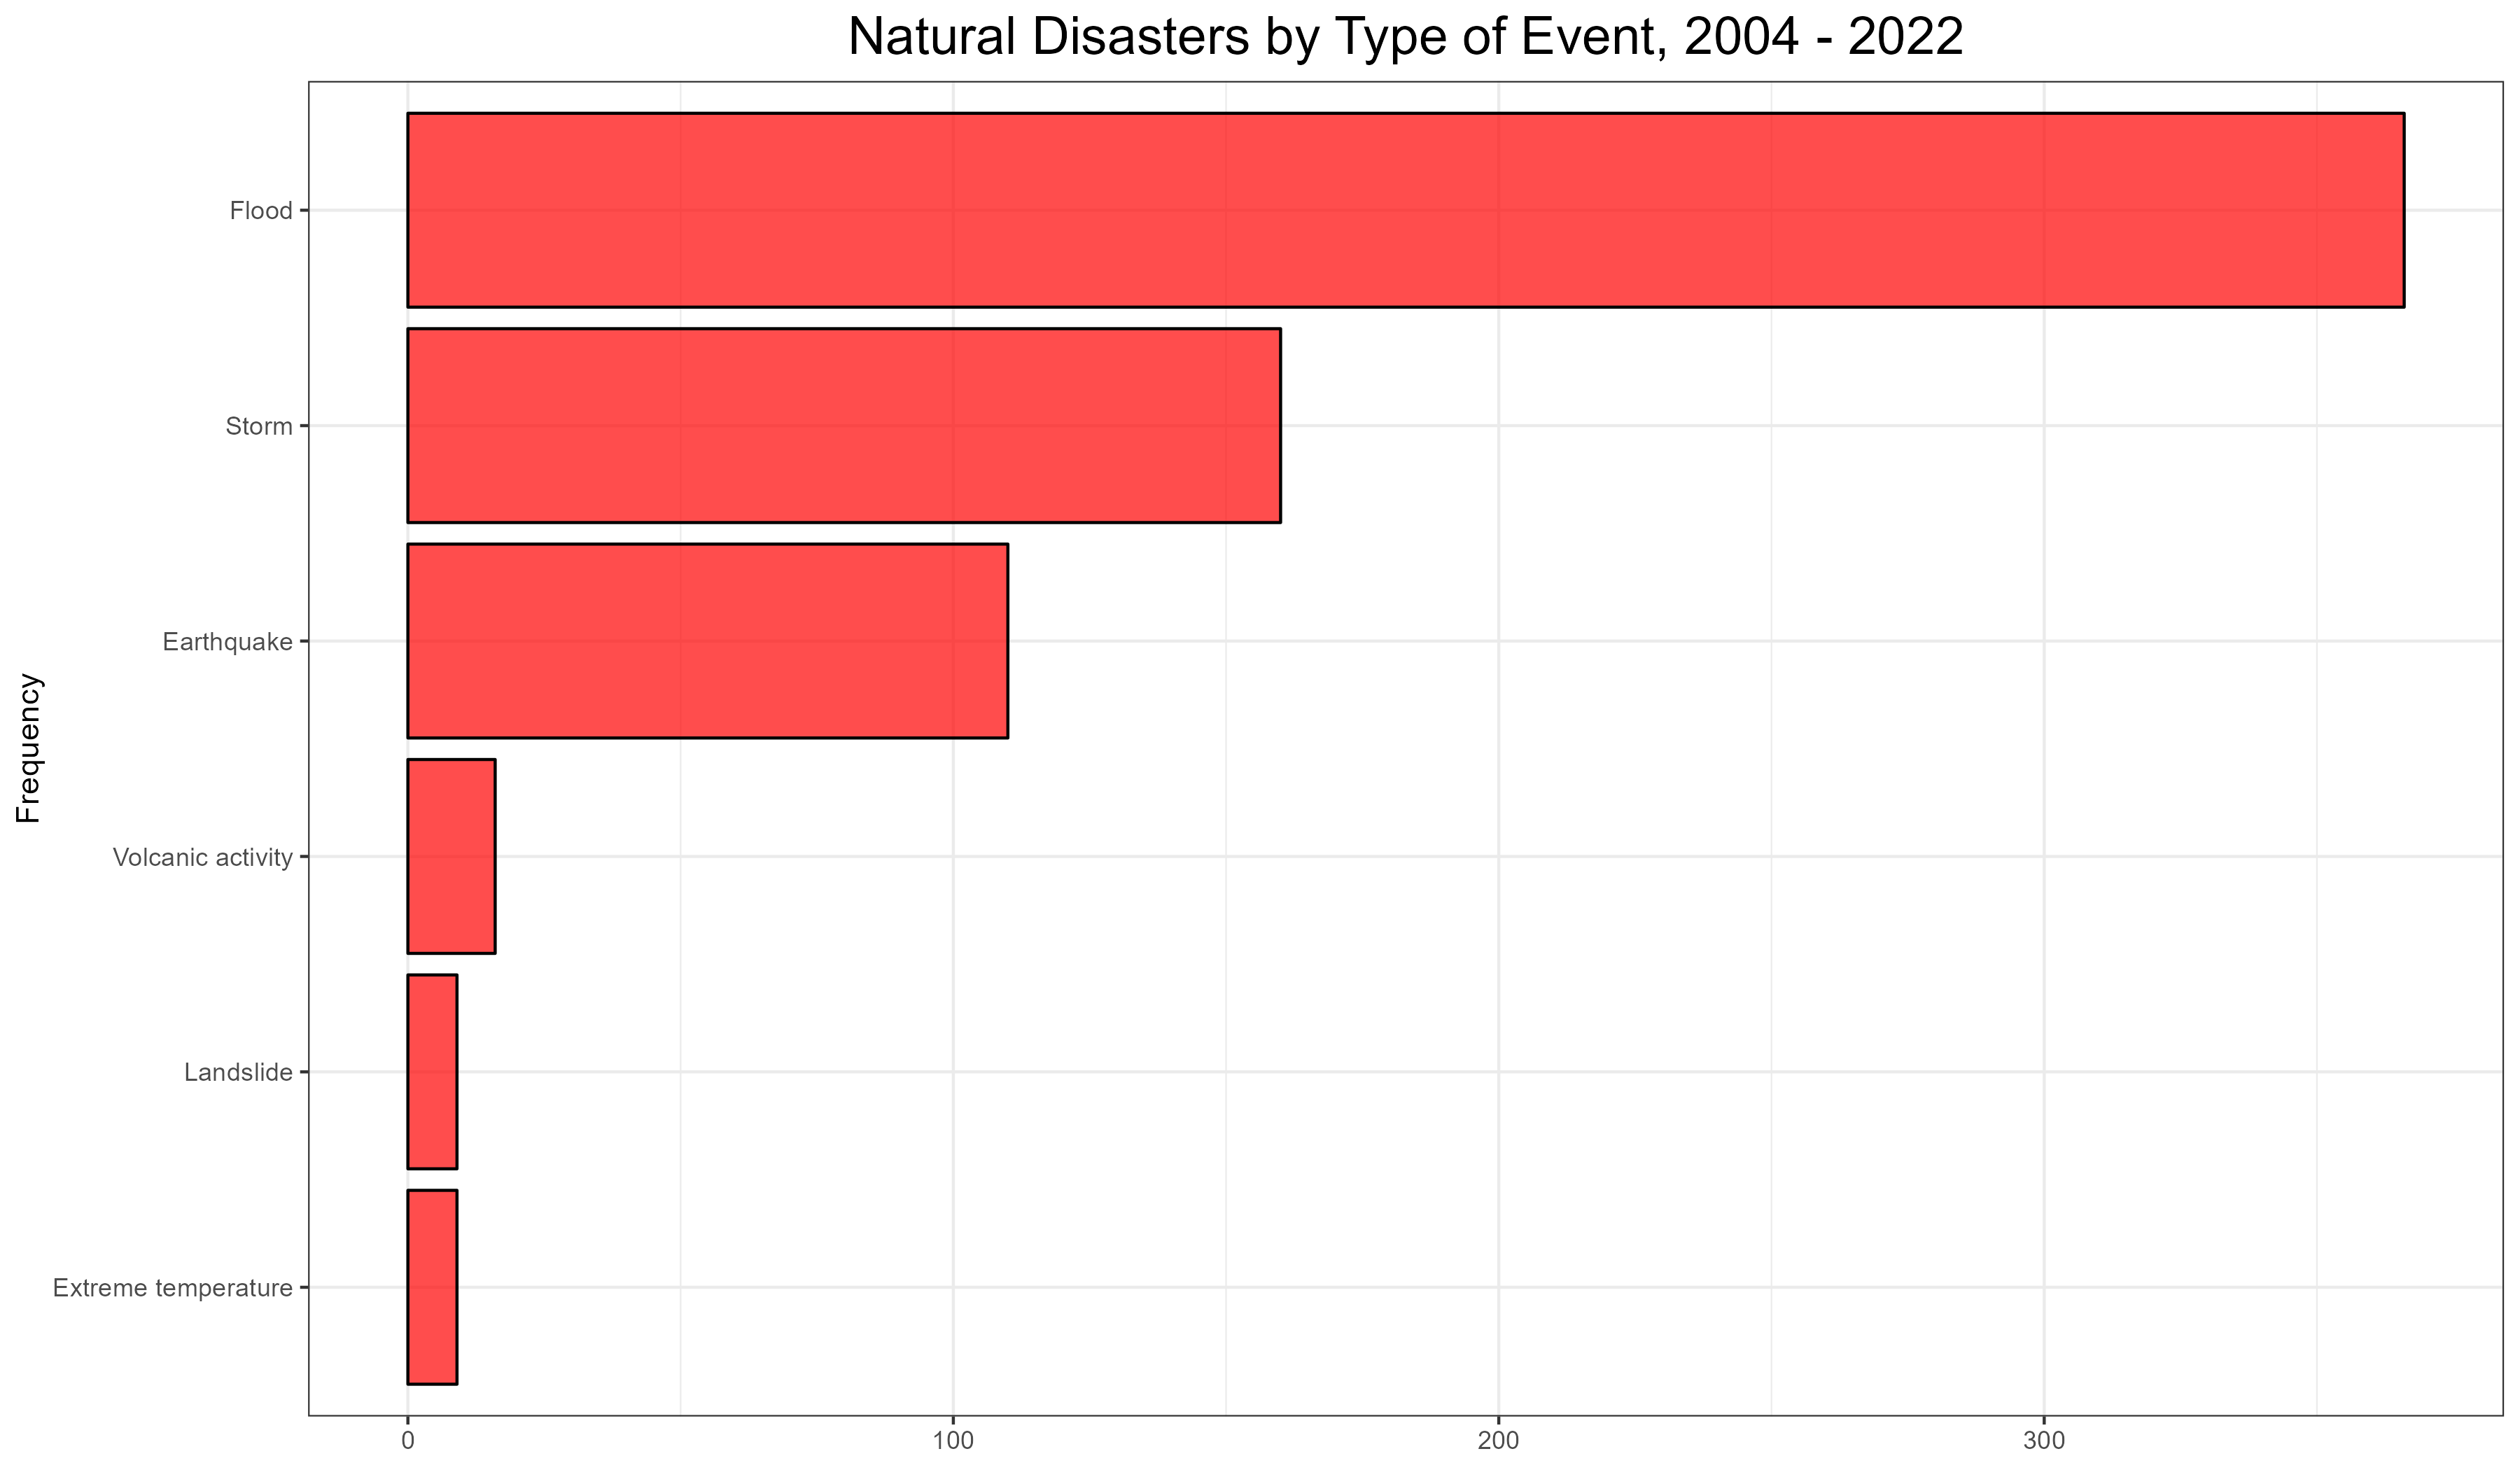 Natural Disasters by Type of Event, 2004 - 2022
Frequency
Flood
Storm
Earthquake
Volcanic activity
Landslide
Extreme temperature
0 100 200 300